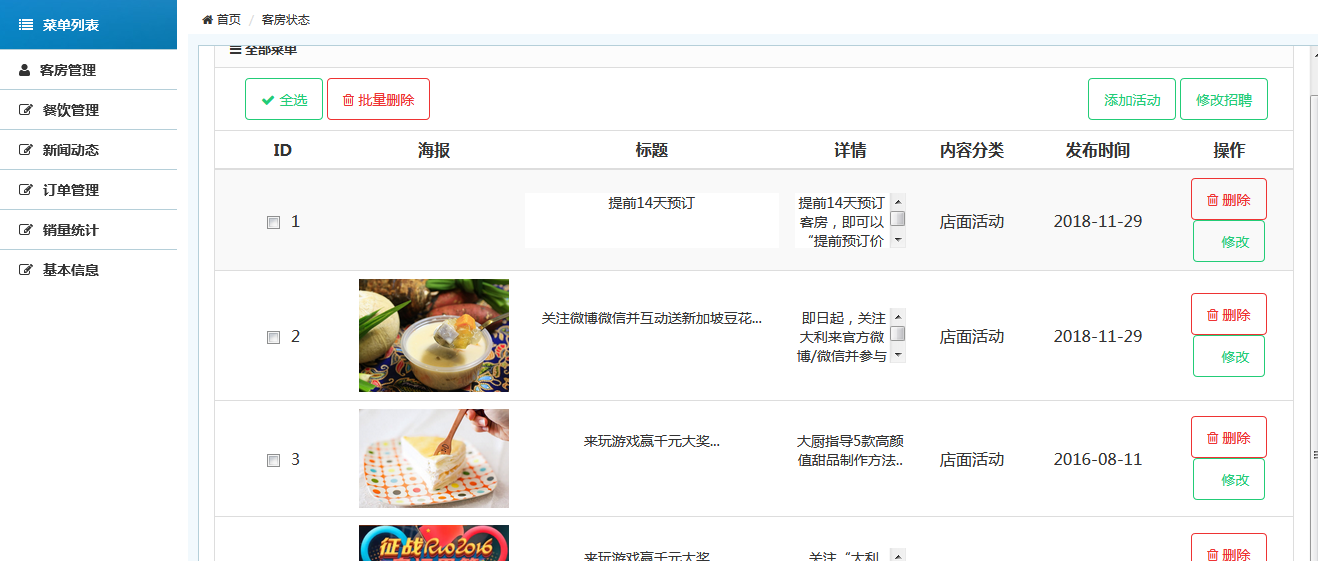 菜单列表
首页 / 客房状态
客房管理
餐饮管理
新闻动态
订单管理
销量统计
基本信息
全部菜单
全选 批量删除 添加活动 修改招聘
ID 海报 标题 详情 内容分类 发布时间 操作
1 提前14天预订 店面活动 2018-11-29
提前14天预订
客房，即可以
“提前预订价
删除
修改
2 关注微博微信并互动送新加坡豆花... 店面活动 2018-11-29
即日起，关注
大利来官方微
博/微信并参与
删除
修改
3 来玩游戏赢千元大奖... 店面活动 2016-08-11
大厨指导5款高颜
值甜品制作方法..
删除
修改
征战Rio2016
来玩游戏赢千元大奖
关注“大利
删除